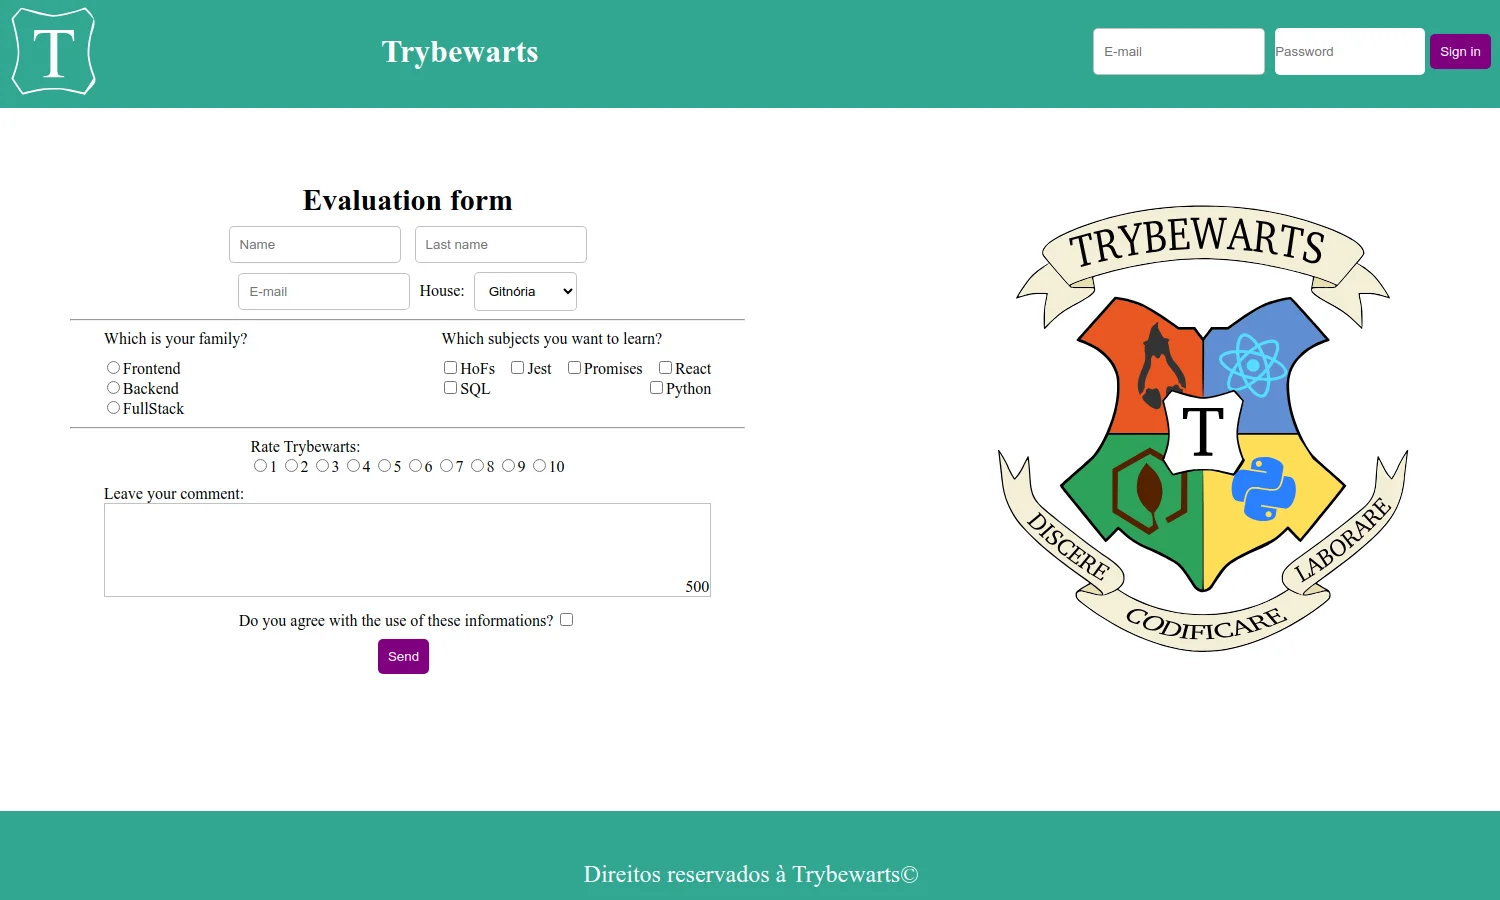 T
Trybewarts
E-mail
Password
Sign in
Evaluation form
Name
Last name
E-mail
House:
Gitnória
Which is your family?
Frontend
Backend
FullStack
Which subjects you want to learn?
HoFs
Jest
Promises
React
SQL
Python
Rate Trybewarts:
1 2 3 4 5 6 7 8 9 10
Leave your comment:
500
Do you agree with the use of these informations?
Send
TRYBEWARTS
T
DISCERE
CODIFICARE
LABORARE
Direitos reservados à Trybewarts©